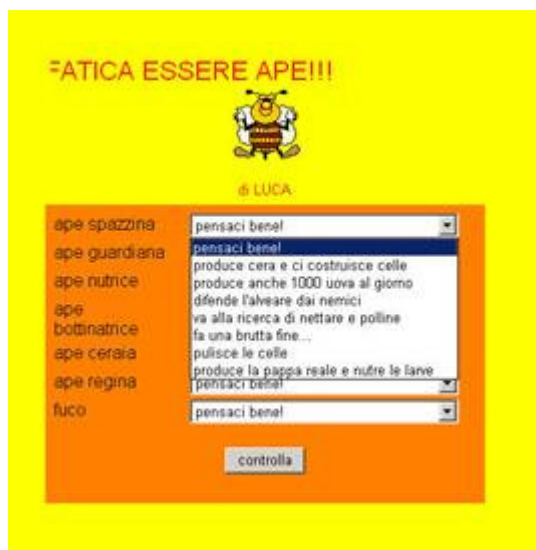 FATICA ESSERE APE!!!
di LUCA
ape spazzina
pensaci bene!
ape guardiana
pensaci bene!
produce cera e ci costruisce celle
ape nutrice
produce anche 1000 uova al giorno
difende l'alveare dai nemici
ape
bottinatrice
va alla ricerca di nettare e polline
fa una brutta fine...
ape ceraia
pulisce le celle
produce la pappa reale e nutre le larve
ape regina
pensaci bene!
fuco
pensaci bene!
controlla